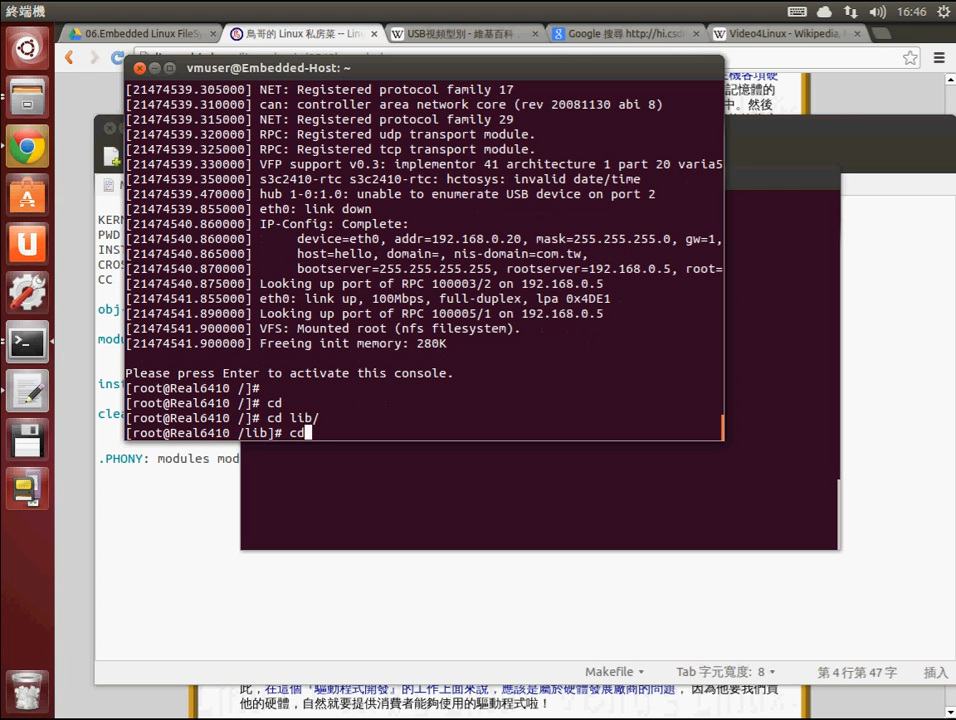 終端機
16:46
06.Embedded Linux FileSy
鳥哥的 Linux 私房菜 -- Lin
USB視頻型別 - 維基百科
Google 搜尋 http://hi.csd
Video4Linux - Wikipedia,
vmuser@Embedded-Host: ~
[21474539.305000] NET: Registered protocol family 17
[21474539.310000] can: controller area network core (rev 20081130 abi 8)
[21474539.315000] NET: Registered protocol family 29
[21474539.320000] RPC: Registered udp transport module.
[21474539.325000] RPC: Registered tcp transport module.
[21474539.330000] VFP support v0.3: implementor 41 architecture 1 part 20 varia5
[21474539.350000] s3c2410-rtc s3c2410-rtc: hctosys: invalid date/time
[21474539.470000] hub 1-0:1.0: unable to enumerate USB device on port 2
[21474539.855000] eth0: link down
[21474540.860000] IP-Config: Complete:
[21474540.860000]      device=eth0, addr=192.168.0.20, mask=255.255.255.0, gw=1,
[21474540.865000]      host=hello, domain=, nis-domain=com.tw,
[21474540.870000]      bootserver=255.255.255.255, rootserver=192.168.0.5, root=
[21474540.875000] Looking up port of RPC 100003/2 on 192.168.0.5
[21474541.855000] eth0: link up, 100Mbps, full-duplex, lpa 0x4DE1
[21474541.890000] Looking up port of RPC 100005/1 on 192.168.0.5
[21474541.900000] VFS: Mounted root (nfs filesystem).
[21474541.900000] Freeing init memory: 280K
Please press Enter to activate this console.
[root@Real6410 /]#
[root@Real6410 /]# cd
[root@Real6410 /]# cd lib/
[root@Real6410 /lib]# cd
機各項硬
記憶體的
中。然後
KERN
PWD
INST
CROS
CC
obj-
modu
inst
clea
.PHONY: modules mod
Makefile
Tab 字元寬度: 8
第 4 行第 47 字
插入
此，在這個『驅動程式開發』的工作上面來說，應該是屬於硬體發展廠商的問題，因為他要我們買
他的硬體，自然就要提供消費者能夠使用的驅動程式啦！